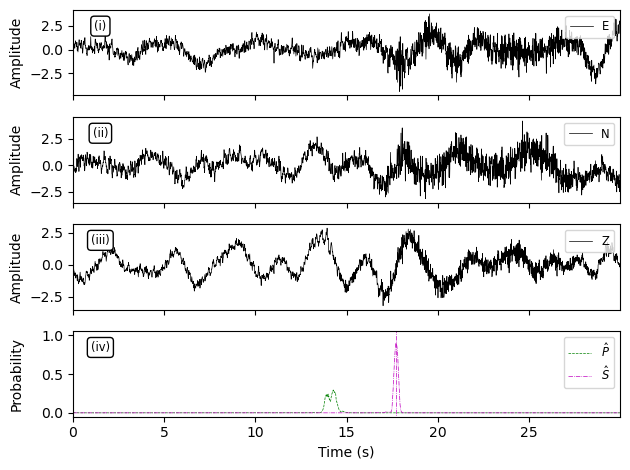 (i)
E
Amplitude
2.5
0.0
−2.5
(ii)
N
Amplitude
2.5
0.0
−2.5
(iii)
Z
Amplitude
2.5
0.0
−2.5
(iv)
P̂
Ŝ
Probability
1.0
0.5
0.0
0 5 10 15 20 25
Time (s)